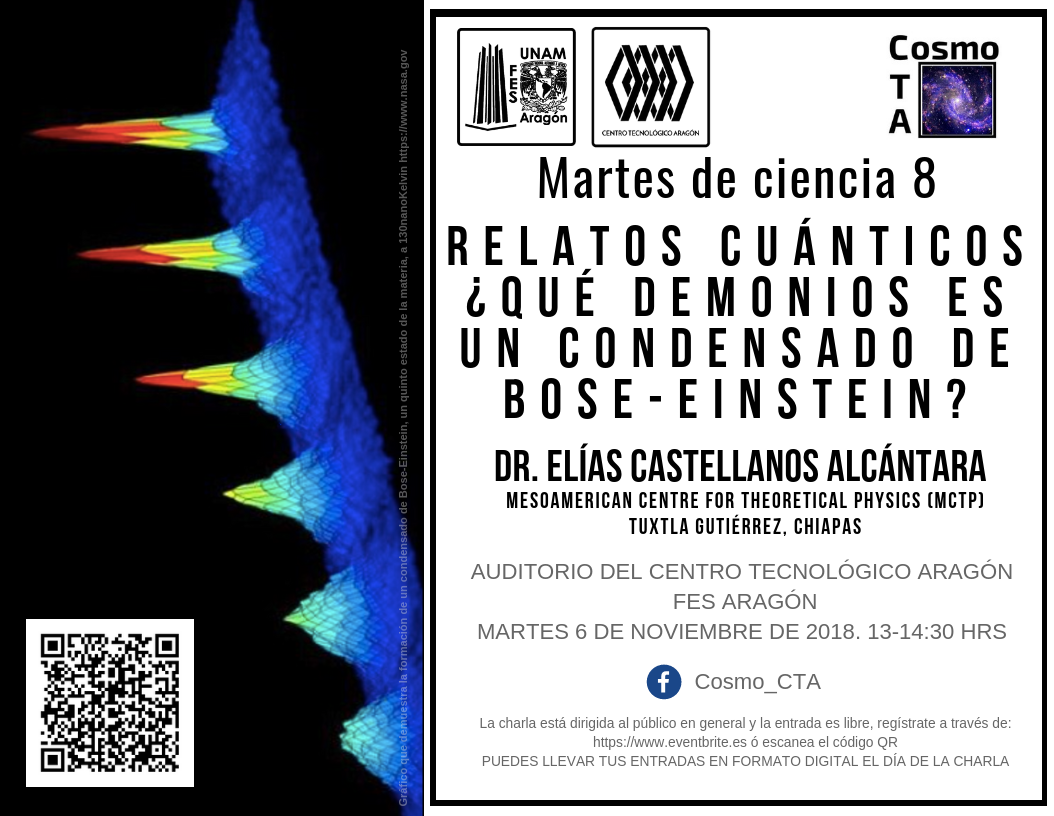 Gráfico que demuestra la formación de un condensado de Bose-Einstein, un quinto estado de la materia, a 130nanoKelvin https://www.nasa.gov
UNAM
FES
Aragón
CENTRO TECNOLÓGICO ARAGÓN
Cosmo
T
A
Martes de ciencia 8
RELATOS CUÁNTICOS
¿QUÉ DEMONIOS ES
UN CONDENSADO DE
BOSE-EINSTEIN?
DR. ELÍAS CASTELLANOS ALCÁNTARA
MESOAMERICAN CENTRE FOR THEORETICAL PHYSICS (MCTP)
TUXTLA GUTIÉRREZ, CHIAPAS
AUDITORIO DEL CENTRO TECNOLÓGICO ARAGÓN
FES ARAGÓN
MARTES 6 DE NOVIEMBRE DE 2018. 13-14:30 HRS
Cosmo_CTA
La charla está dirigida al público en general y la entrada es libre, regístrate a través de:
https://www.eventbrite.es ó escanea el código QR
PUEDES LLEVAR TUS ENTRADAS EN FORMATO DIGITAL EL DÍA DE LA CHARLA